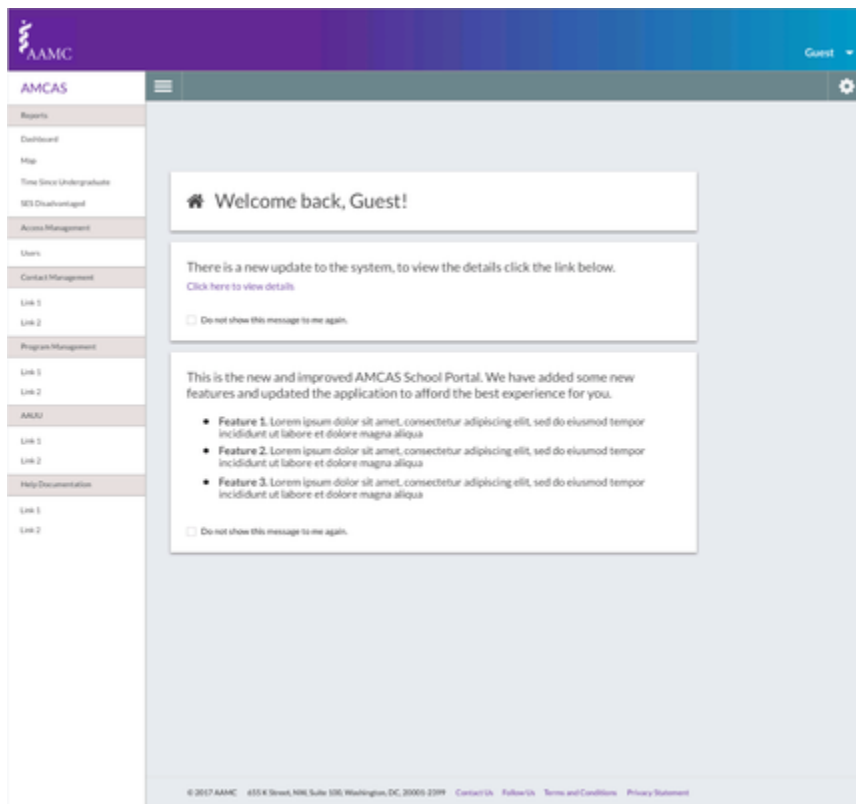 AAMC
Guest
AMCAS
Reports
Dashboard
Map
Time Since Undergraduate
SES Disadvantaged
Access Management
Users
Contact Management
Link 1
Link 2
Program Management
Link 1
Link 2
Link 1
Link 2
Help Documentation
Link 1
Link 2
Welcome back, Guest!
There is a new update to the system, to view the details click the link below.
Click here to view details
Do not show this message to me again.
This is the new and improved AMCAS School Portal. We have added some new
features and updated the application to afford the best experience for you.
• Feature 1. Lorem ipsum dolor sit amet, consectetur adipiscing elit, sed do eiusmod tempor
incididunt ut labore et dolore magna aliqua
• Feature 2. Lorem ipsum dolor sit amet, consectetur adipiscing elit, sed do eiusmod tempor
incididunt ut labore et dolore magna aliqua
• Feature 3. Lorem ipsum dolor sit amet, consectetur adipiscing elit, sed do eiusmod tempor
incididunt ut labore et dolore magna aliqua
Do not show this message to me again.
© 2017 AAMC 655 K Street, NW, Suite 100, Washington, DC, 20001-2399 Contact Us Follow Us Terms and Conditions Privacy Statement